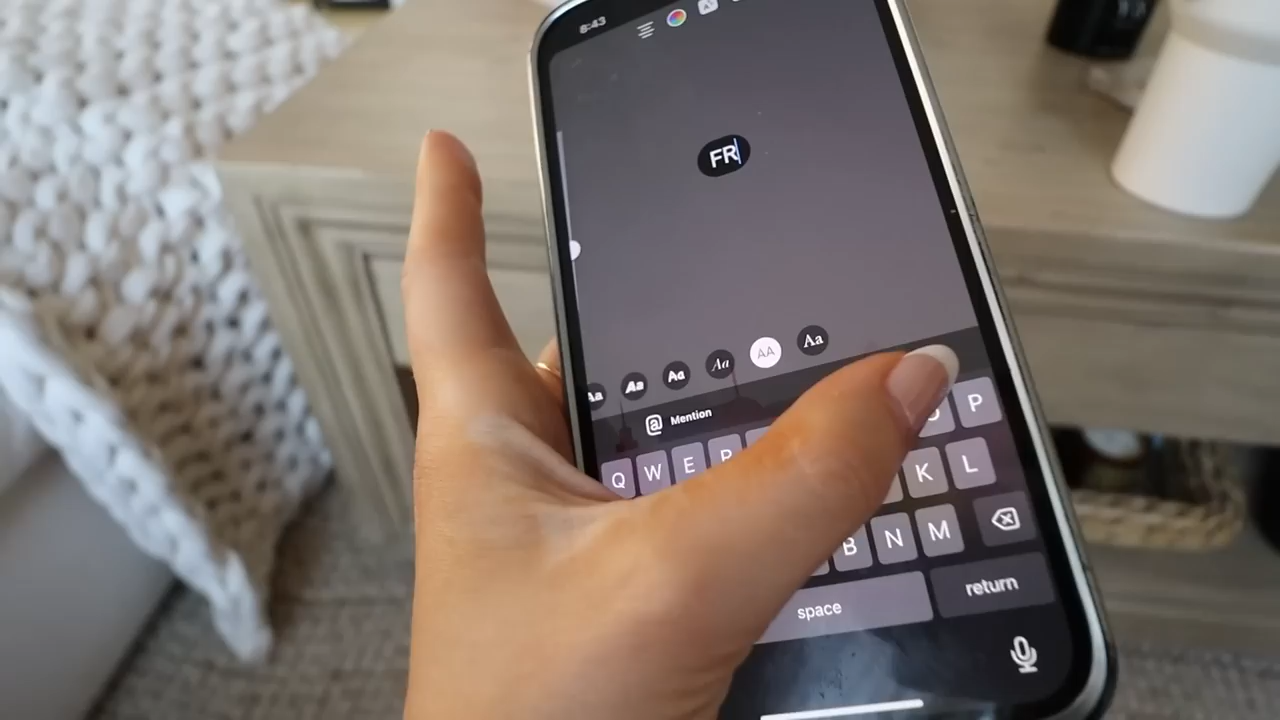 8:43
FR
Aa Aa Aa Aa AA Aa
@ Mention
Q W E P
K L
B N M
space return